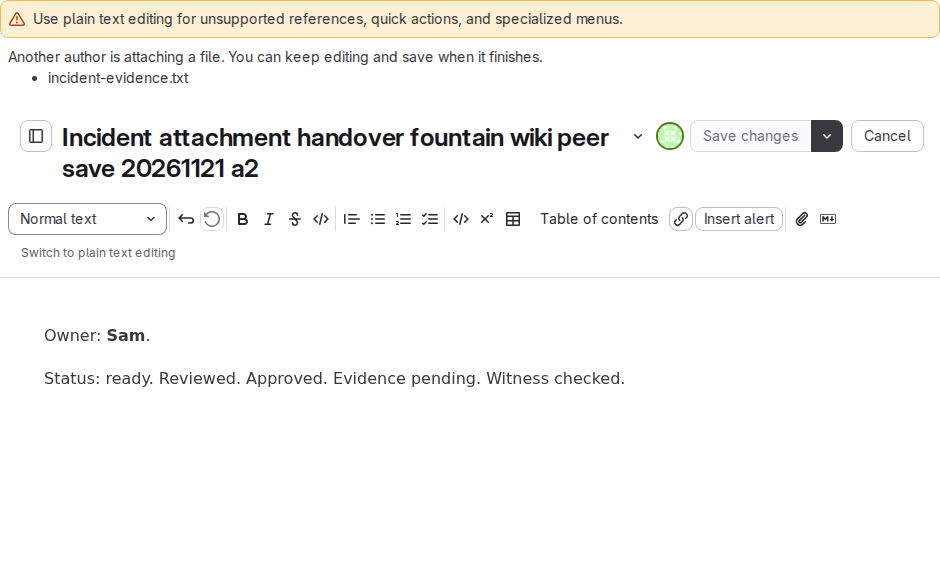 Use plain text editing for unsupported references, quick actions, and specialized menus.
Another author is attaching a file. You can keep editing and save when it finishes.
incident-evidence.txt
Incident attachment handover fountain wiki peer
save 20261121 a2
Save changes
Cancel
Normal text
Table of contents
Insert alert
Switch to plain text editing
Owner: Sam.
Status: ready. Reviewed. Approved. Evidence pending. Witness checked.